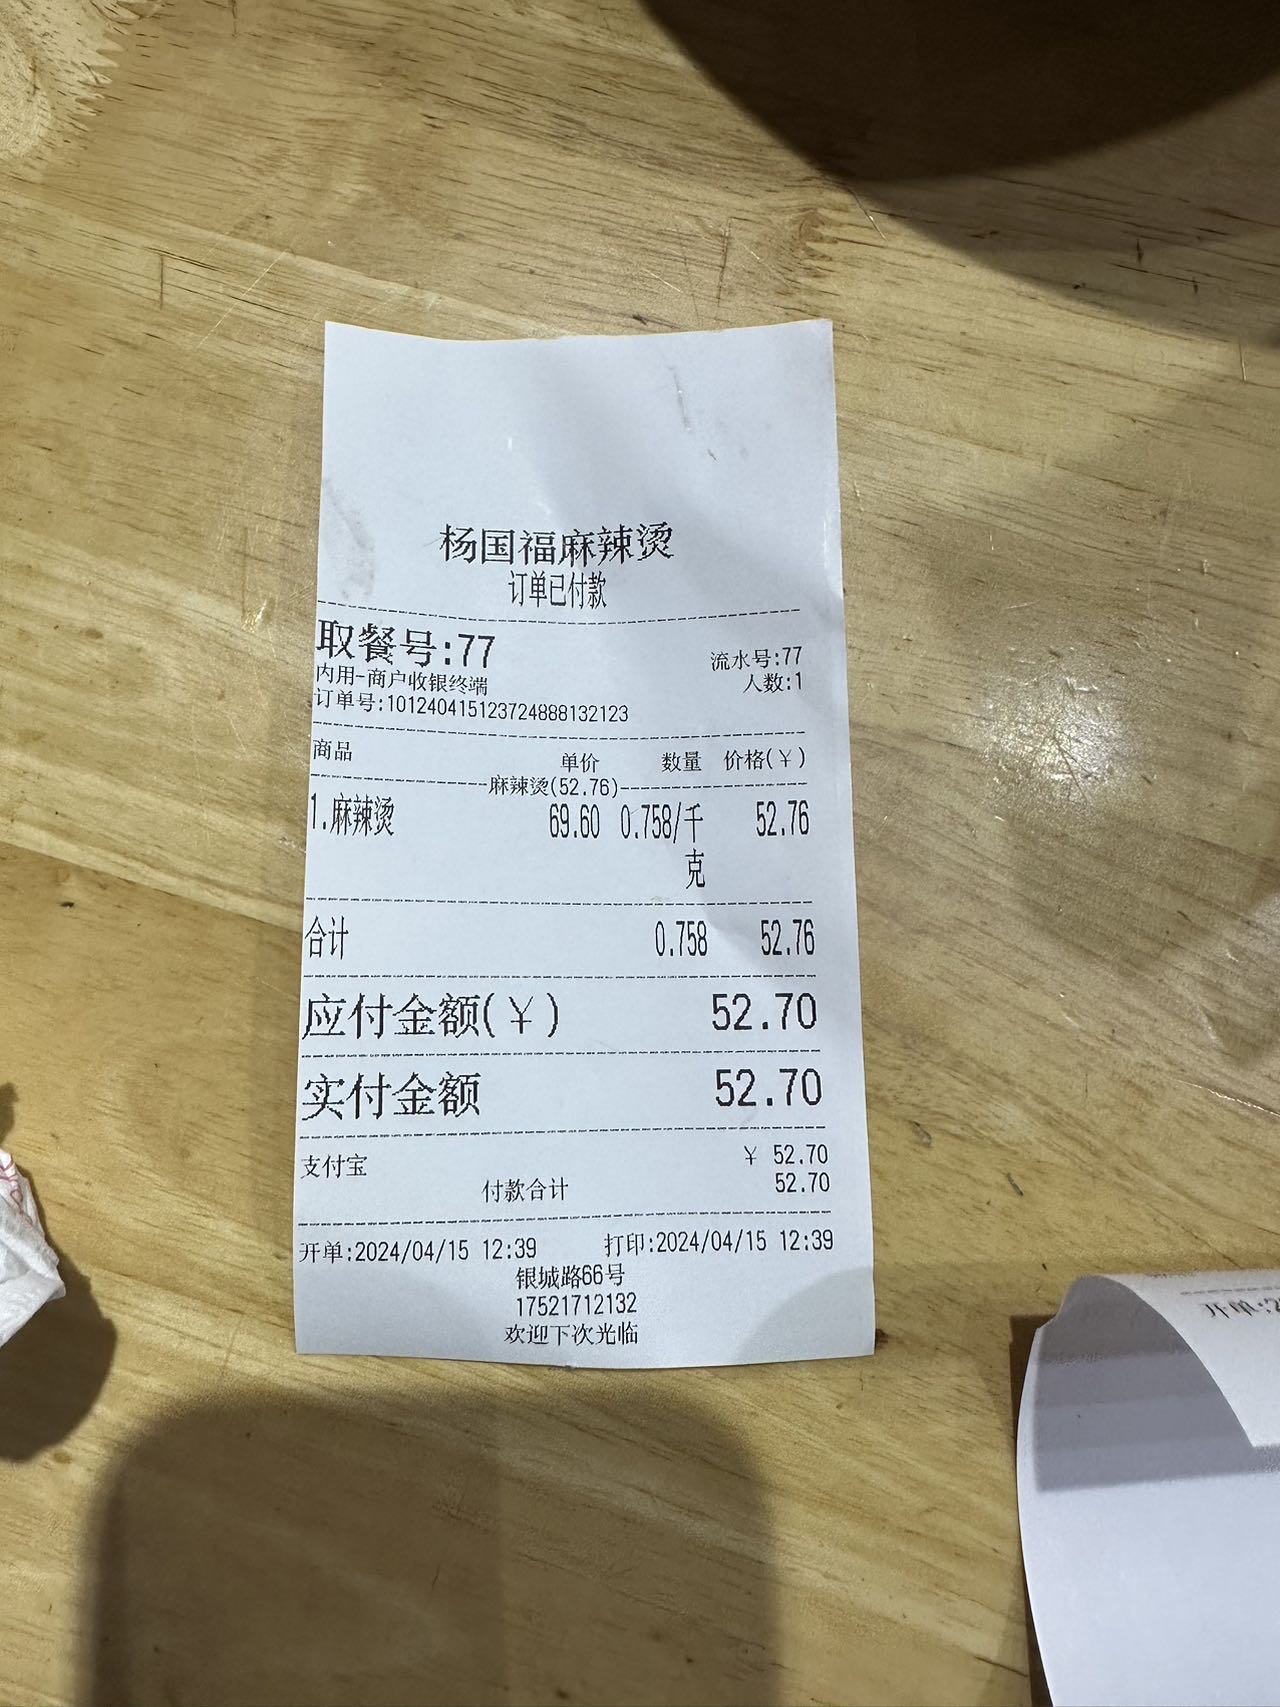 杨国福麻辣烫
订单已付款
取餐号:77 流水号:77
内用-商户收银终端 人数:1
订单号:101240415123724888132123
商品 单价 数量 价格(¥)
麻辣烫(52.76)
1.麻辣烫 69.60 0.758/千 52.76
克
合计 0.758 52.76
应付金额(¥) 52.70
实付金额 52.70
支付宝 ¥ 52.70
付款合计 52.70
开单:2024/04/15 12:39 打印:2024/04/15 12:39
银城路66号
17521712132
欢迎下次光临
开单:2